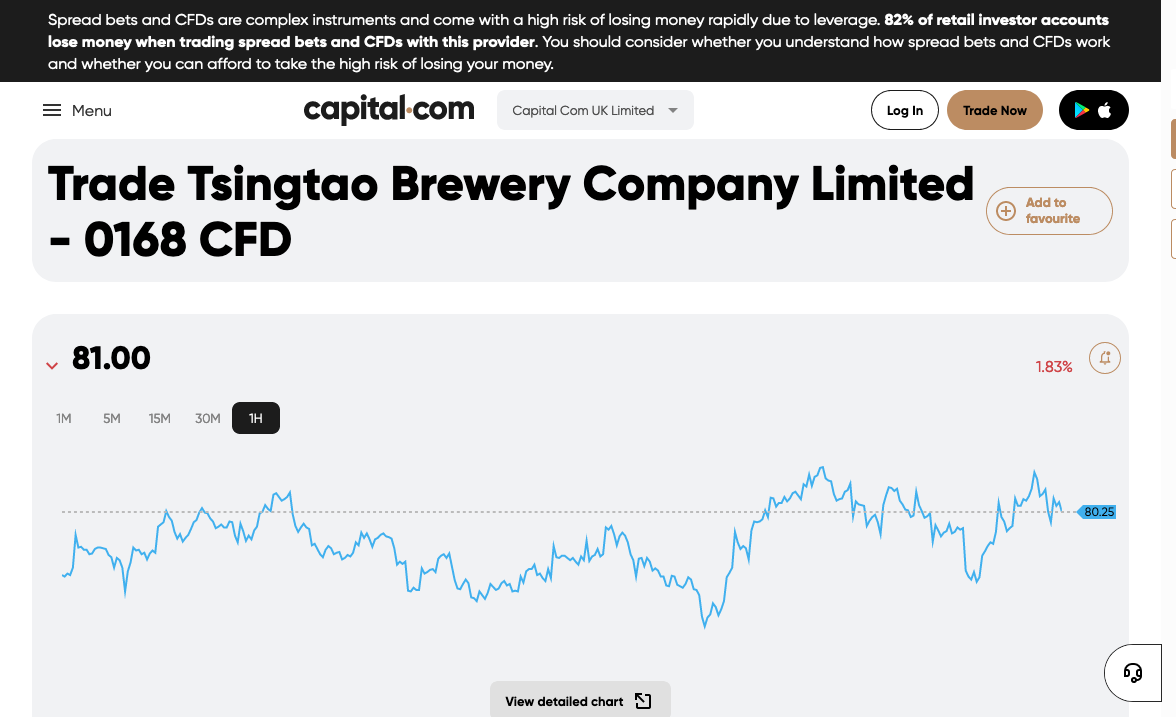 Spread bets and CFDs are complex instruments and come with a high risk of losing money rapidly due to leverage. 82% of retail investor accounts
lose money when trading spread bets and CFDs with this provider. You should consider whether you understand how spread bets and CFDs work
and whether you can afford to take the high risk of losing your money.
Menu
capital.com
Capital Com UK Limited
Log In
Trade Now
Trade Tsingtao Brewery Company Limited
- 0168 CFD
Add to
favourite
81.00
1.83%
1M 5M 15M 30M 1H
80.25
View detailed chart